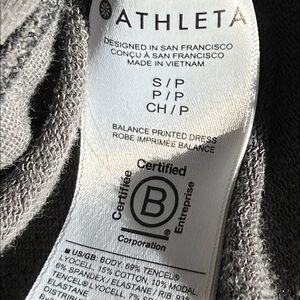 ATHLETA
DESIGNED IN SAN FRANCISCO
CONÇU À SAN FRANCISCO
MADE IN VIETNAM
S / P
P / P
CH / P
BALANCE PRINTED DRESS
ROBE IMPRIMÉE BALANCE
Certified
Certifiée
B
Entreprise
Corporation
■ US/GB: BODY: 69% TENCEL®
LYOCELL, 15% COTTON, 10% MODAL,
6% SPANDEX / ELASTANE / RIB: 93%
TENCEL® LYOCELL, 7%
ELASTANE